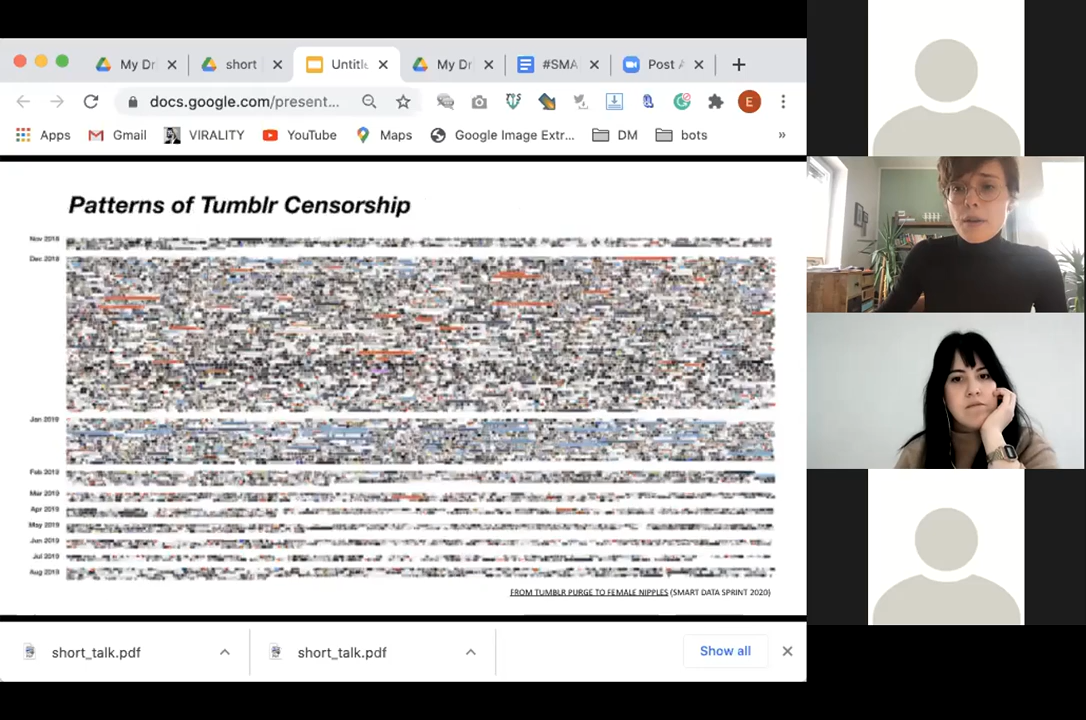 My Dr
short
Untitle
My Dr
#SMA
Post A
docs.google.com/present...
E
Apps
Gmail
VIRALITY
YouTube
Maps
Google Image Extr...
DM
bots
»
Patterns of Tumblr Censorship
Nov 2018
Dec 2018
Jan 2019
Feb 2019
Mar 2019
Apr 2019
May 2019
Jun 2019
Jul 2019
Aug 2019
FROM TUMBLR PURGE TO FEMALE NIPPLES (SMART DATA SPRINT 2020)
short_talk.pdf
short_talk.pdf
Show all